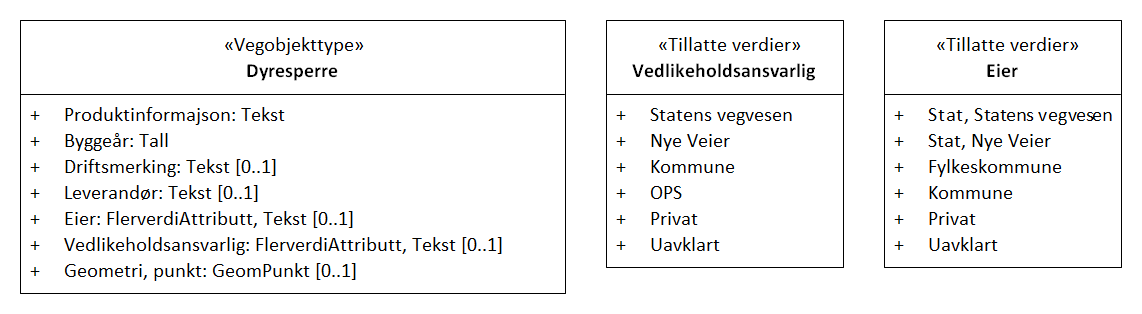 «Vegobjekttype»
Dyresperre
+ Produktinformajson: Tekst
+ Byggeår: Tall
+ Driftsmerking: Tekst [0..1]
+ Leverandør: Tekst [0..1]
+ Eier: FlerverdiAttributt, Tekst [0..1]
+ Vedlikeholdsansvarlig: FlerverdiAttributt, Tekst [0..1]
+ Geometri, punkt: GeomPunkt [0..1]
«Tillatte verdier»
Vedlikeholdsansvarlig
+ Statens vegvesen
+ Nye Veier
+ Kommune
+ OPS
+ Privat
+ Uavklart
«Tillatte verdier»
Eier
+ Stat, Statens vegvesen
+ Stat, Nye Veier
+ Fylkeskommune
+ Kommune
+ Privat
+ Uavklart